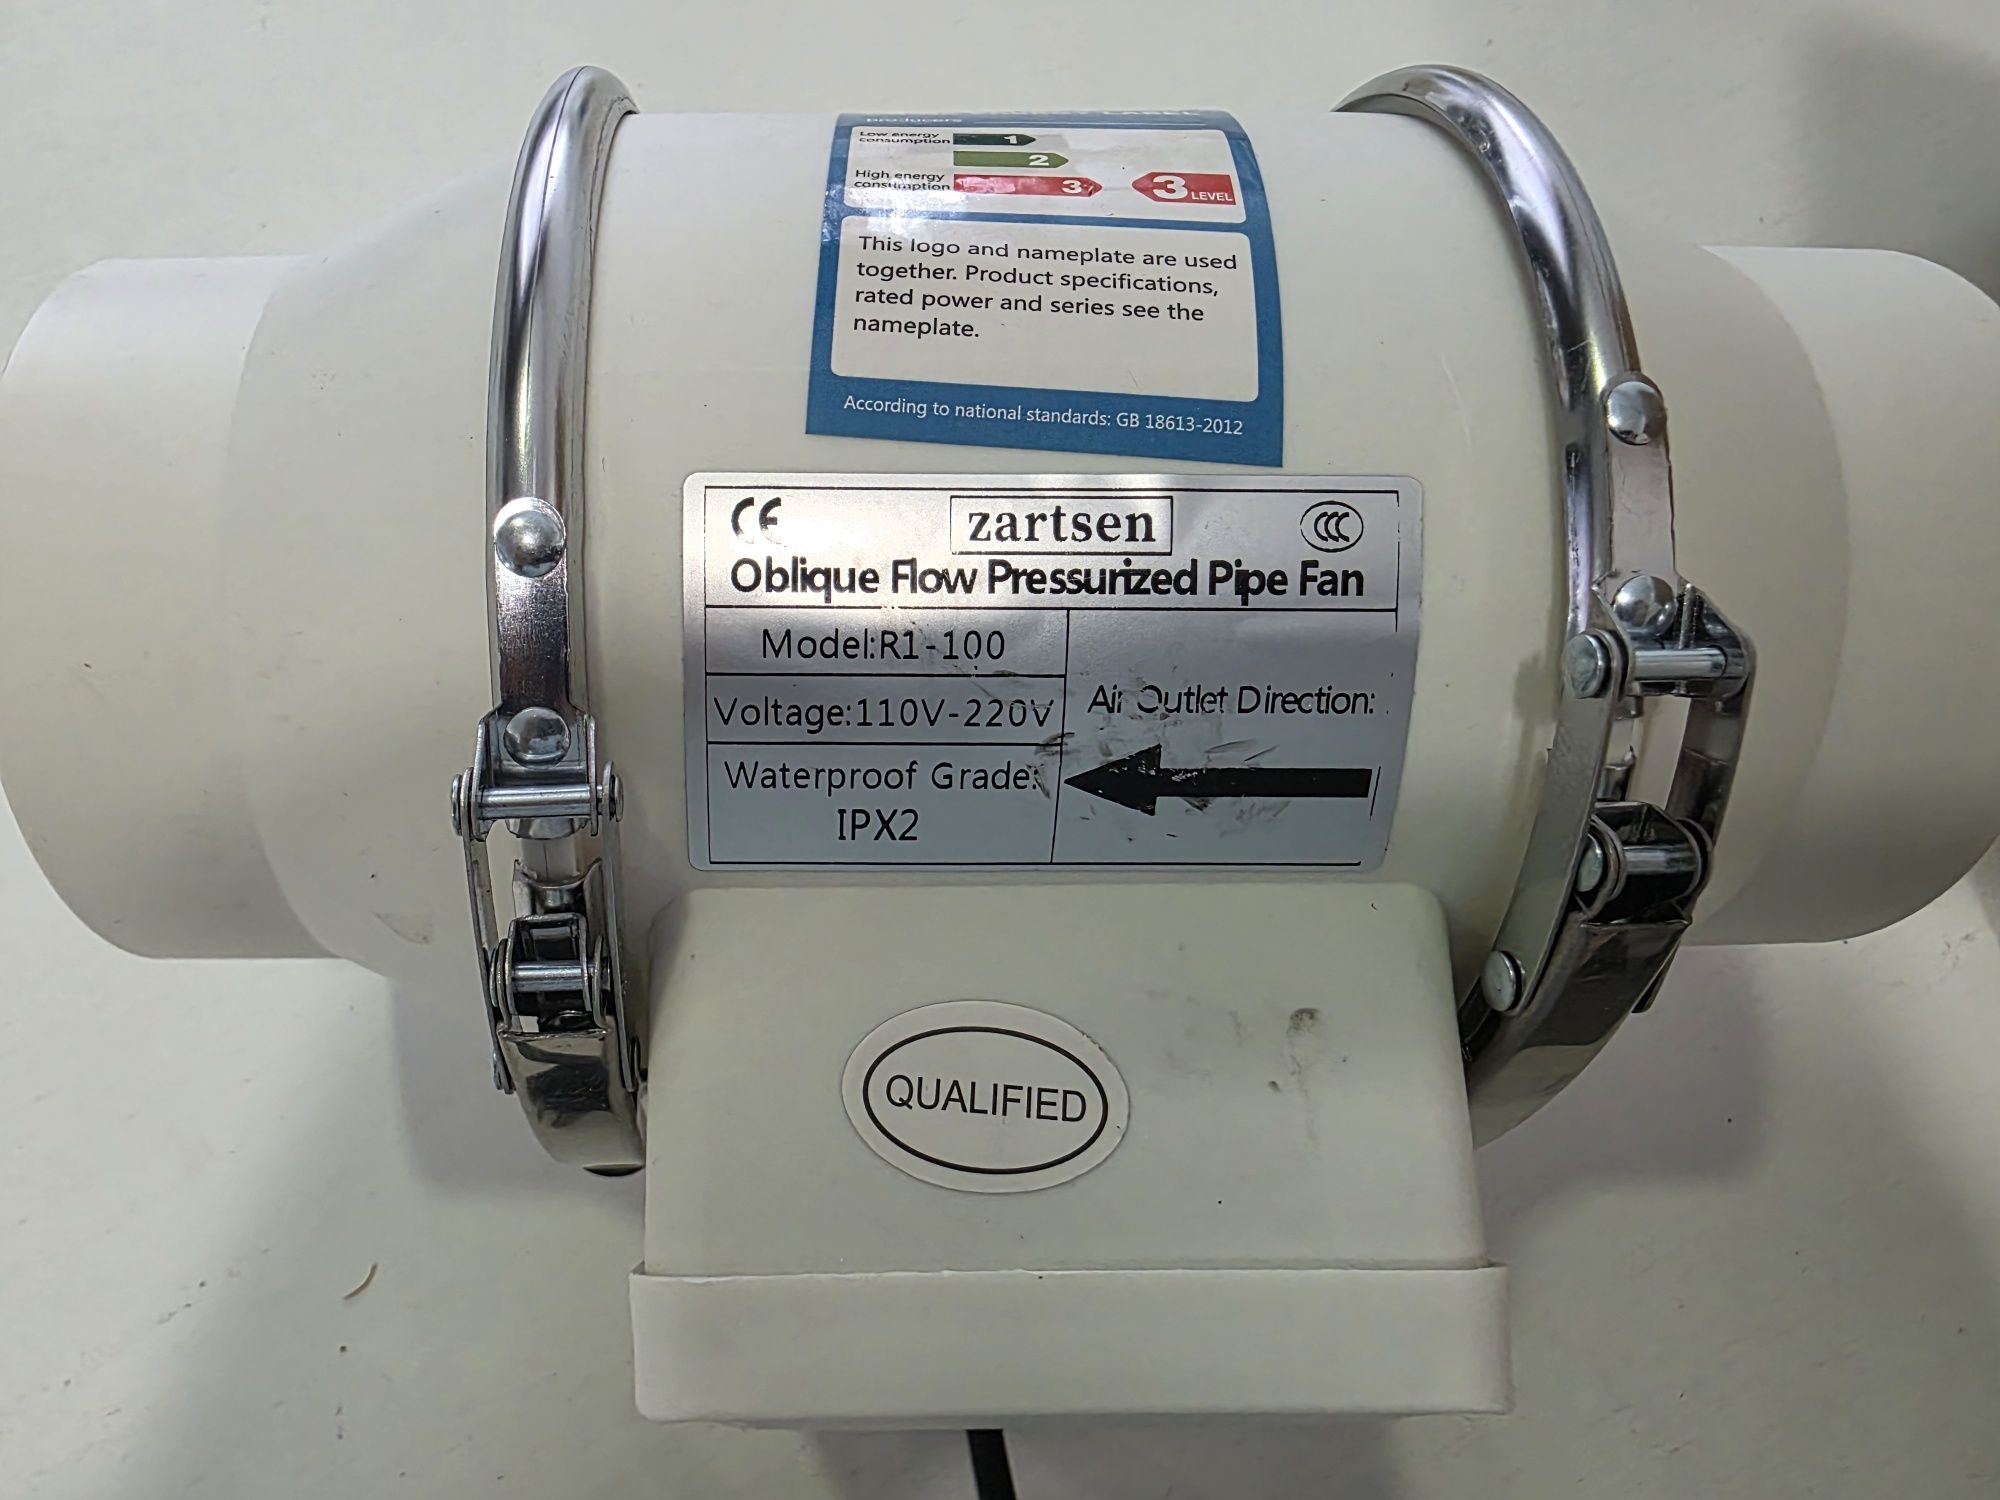 producers
Low energy
consumption
1
2
High energy
consumption
3
3 LEVEL
This logo and nameplate are used
together. Product specifications,
rated power and series see the
nameplate.
According to national standards: GB 18613-2012
CE
zartsen
CCC
Oblique Flow Pressurized Pipe Fan
Model:R1-100
Voltage:110V-220V
Waterproof Grade:
IPX2
Air Outlet Direction:
QUALIFIED